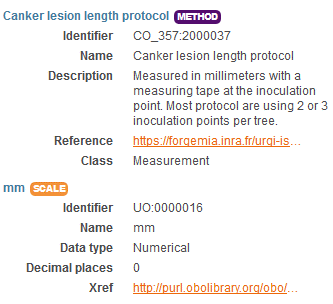 Canker lesion length protocol METHOD
Identifier CO_357:2000037
Name Canker lesion length protocol
Description Measured in millimeters with a
measuring tape at the inoculation
point. Most protocol are using 2 or 3
inoculation points per tree.
Reference https://forgemia.inra.fr/urgi-is...
Class Measurement
mm SCALE
Identifier UO:0000016
Name mm
Data type Numerical
Decimal places 0
Xref http://purl.obolibrary.org/obo/...